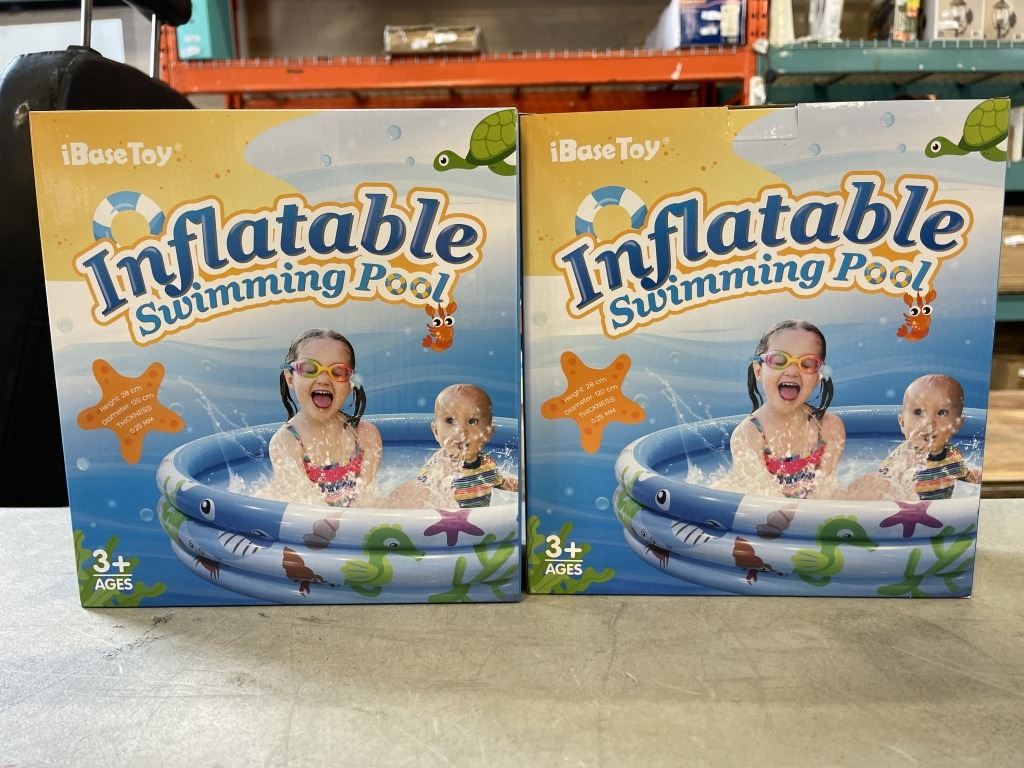 iBaseToy®
Inflatable
Swimming Pool
Height: 28 cm
Diameter: 120 cm
THICKNESS:
0.25 MM
3+
AGES
iBaseToy®
Inflatable
Swimming Pool
Height: 28 cm
Diameter: 120 cm
THICKNESS:
0.25 MM
3+
AGES